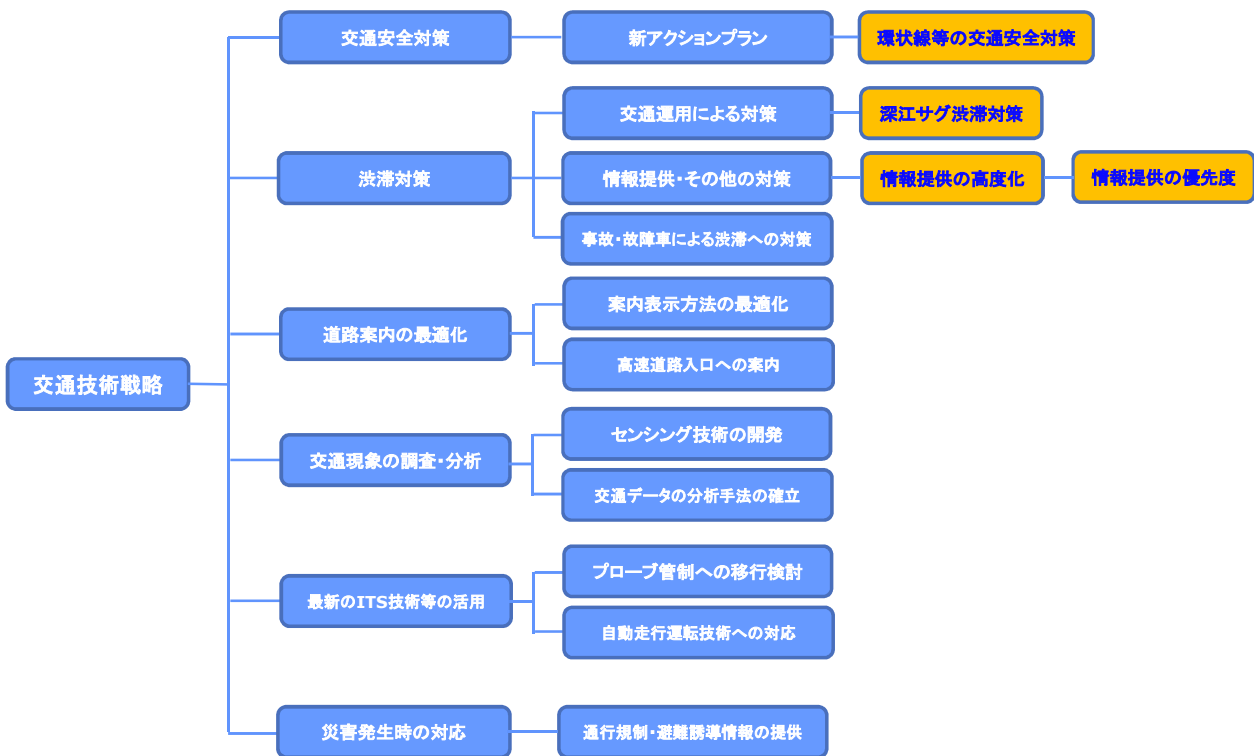 交通安全対策
新アクションプラン
環状線等の交通安全対策
交通運用による対策
深江サグ渋滞対策
渋滞対策
情報提供・その他の対策
情報提供の高度化
情報提供の優先度
事故・故障車による渋滞への対策
案内表示方法の最適化
道路案内の最適化
高速道路入口への案内
交通技術戦略
センシング技術の開発
交通現象の調査・分析
交通データの分析手法の確立
プローブ管制への移行検討
最新のITS技術等の活用
自動走行運転技術への対応
災害発生時の対応
通行規制・避難誘導情報の提供